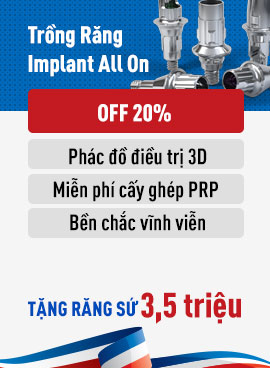 Trồng Răng
Implant All On
OFF 20%
Phác đồ điều trị 3D
Miễn phí cấy ghép PRP
Bền chắc vĩnh viễn
TẶNG RĂNG SỨ 3,5 triệu